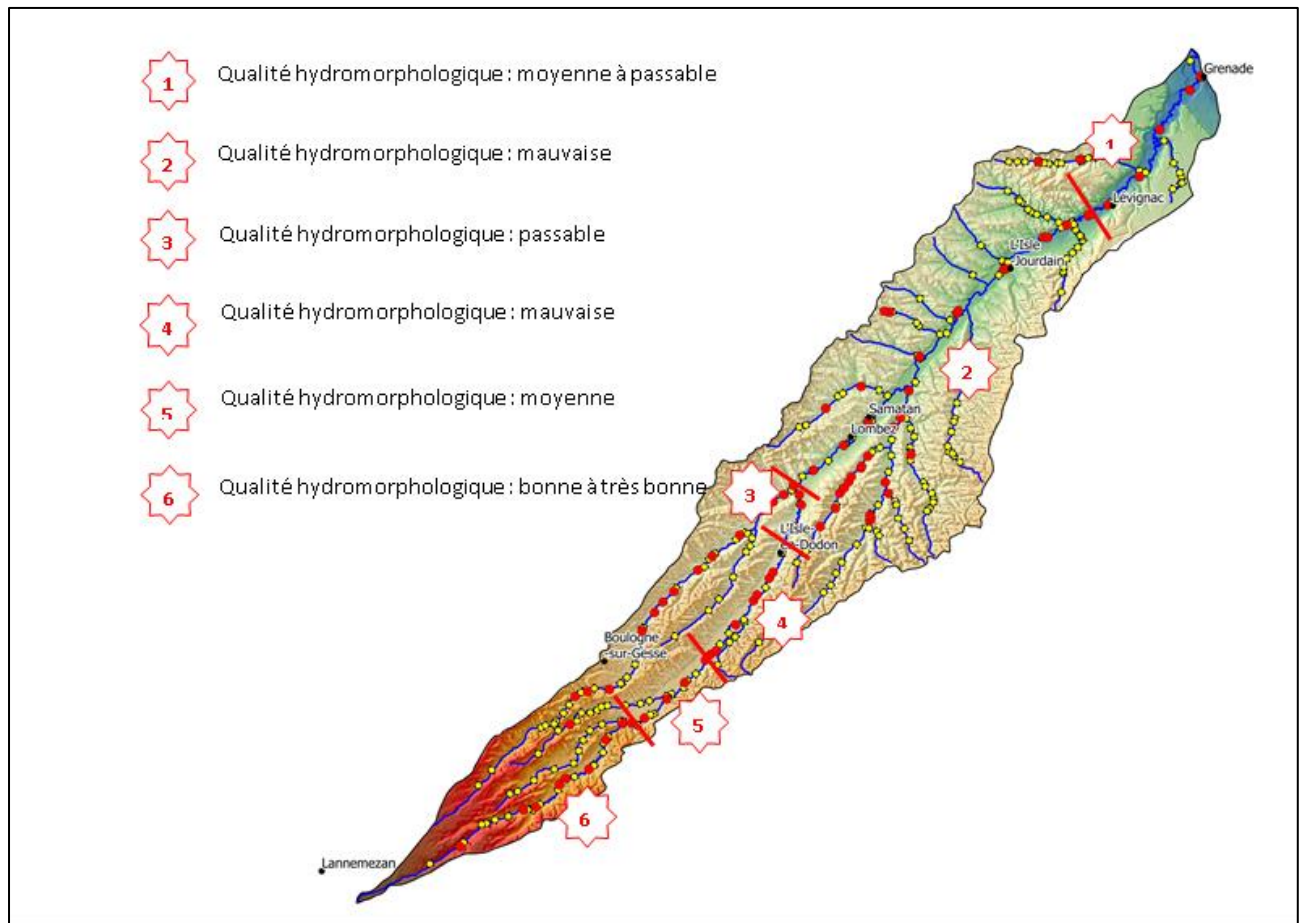 1 Qualité hydromorphologique : moyenne à passable
2 Qualité hydromorphologique : mauvaise
3 Qualité hydromorphologique : passable
4 Qualité hydromorphologique : mauvaise
5 Qualité hydromorphologique : moyenne
6 Qualité hydromorphologique : bonne à très bonne
Grenade
1
Lévignac
L'Isle
-Jourdain
2
Samatan
Lombez
3
L'Isle-
en-Dodon
4
Boulogne
-sur-Gesse
5
6
Lannemezan